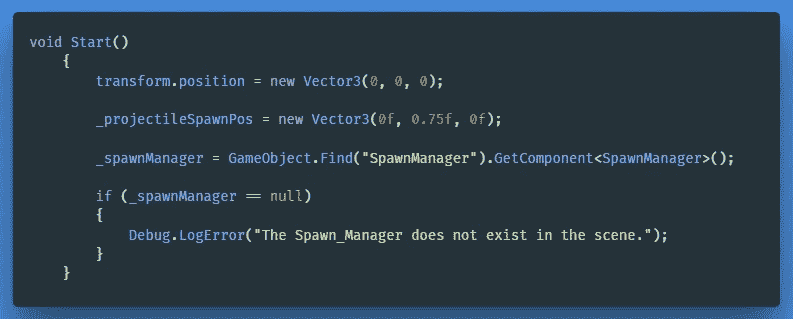 void Start()
{
transform.position = new Vector3(0, 0, 0);
_projectileSpawnPos = new Vector3(0f, 0.75f, 0f);
_spawnManager = GameObject.Find("SpawnManager").GetComponent<SpawnManager>();
if (_spawnManager == null)
{
Debug.LogError("The Spawn_Manager does not exist in the scene.");
}
}